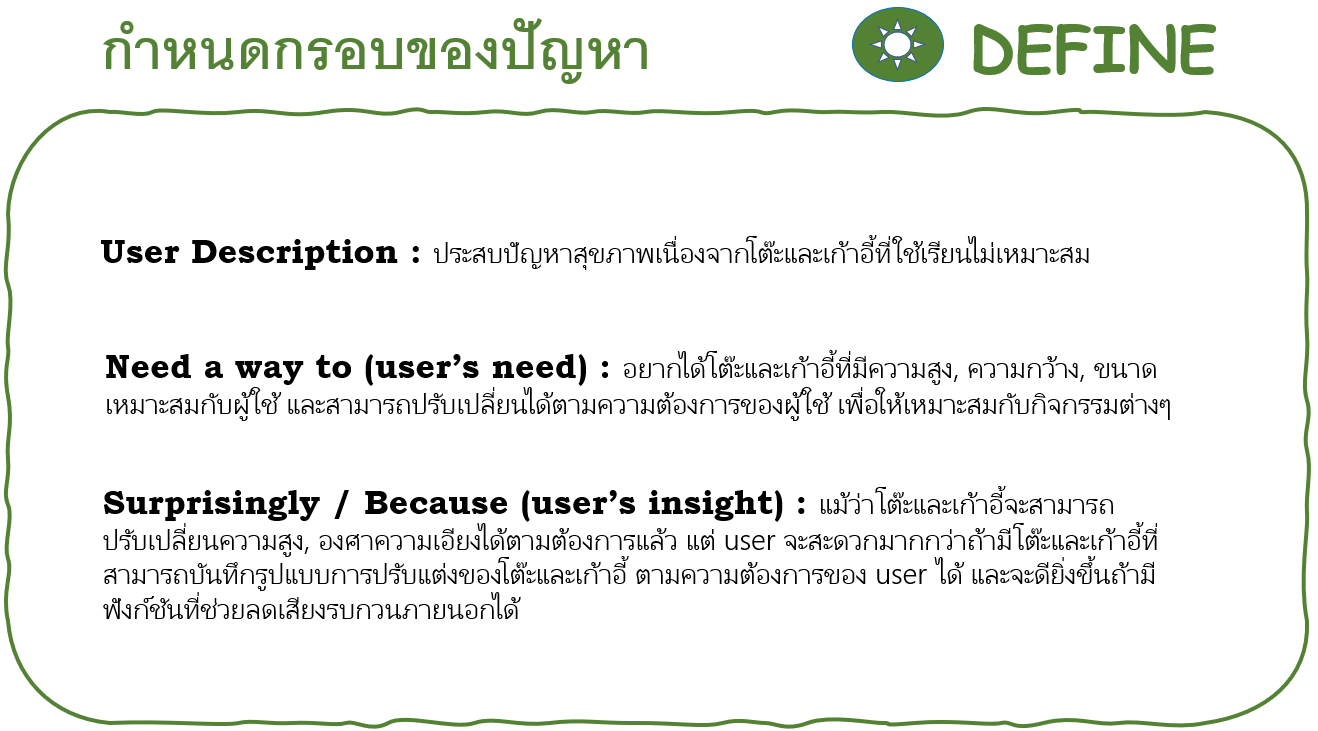 กำหนดกรอบของปัญหา
DEFINE
User Description : ประสบปัญหาสุขภาพเนื่องจากโต๊ะและเก้าอี้ที่ใช้เรียนไม่เหมาะสม
Need a way to (user’s need) : อยากได้โต๊ะและเก้าอี้ที่มีความสูง, ความกว้าง, ขนาด
เหมาะสมกับผู้ใช้ และสามารถปรับเปลี่ยนได้ตามความต้องการของผู้ใช้ เพื่อให้เหมาะสมกับกิจกรรมต่างๆ
Surprisingly / Because (user’s insight) : แม้ว่าโต๊ะและเก้าอี้จะสามารถ
ปรับเปลี่ยนความสูง, องศาความเอียงได้ตามต้องการแล้ว แต่ user จะสะดวกมากกว่าถ้ามีโต๊ะและเก้าอี้ที่
สามารถบันทึกรูปแบบการปรับแต่งของโต๊ะและเก้าอี้ ตามความต้องการของ user ได้ และจะดียิ่งขึ้นถ้ามี
ฟังก์ชันที่ช่วยลดเสียงรบกวนภายนอกได้